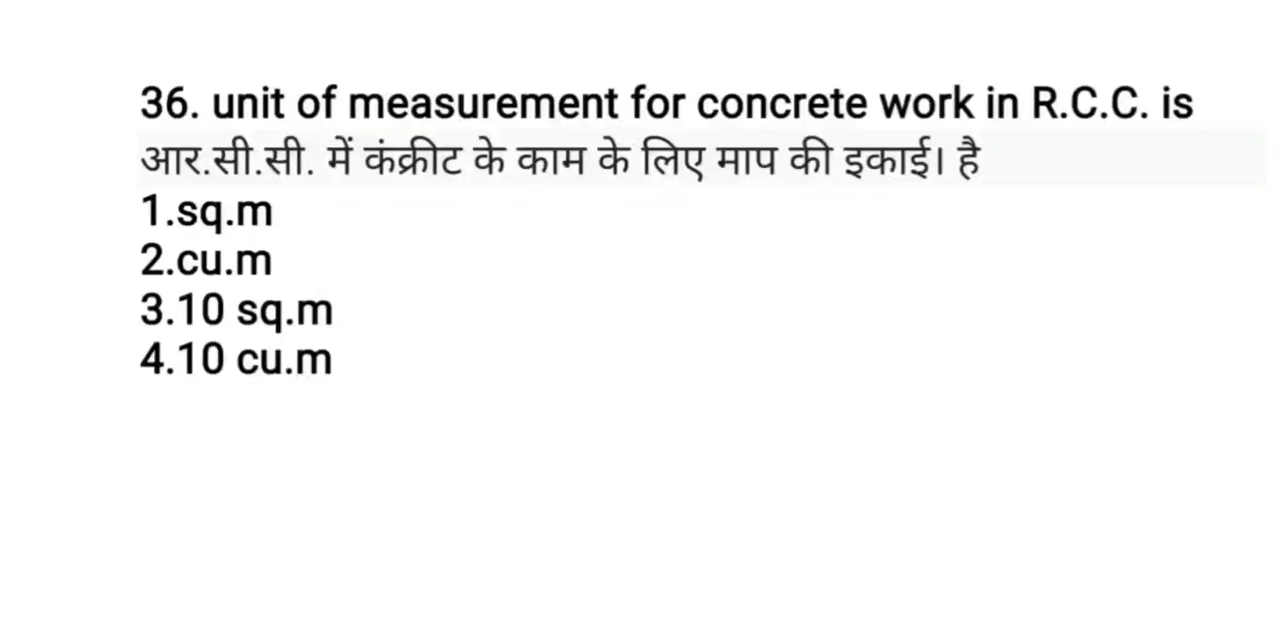 36. unit of measurement for concrete work in R.C.C. is
आर.सी.सी. में कंक्रीट के काम के लिए माप की इकाई। है
1.sq.m
2.cu.m
3.10 sq.m
4.10 cu.m